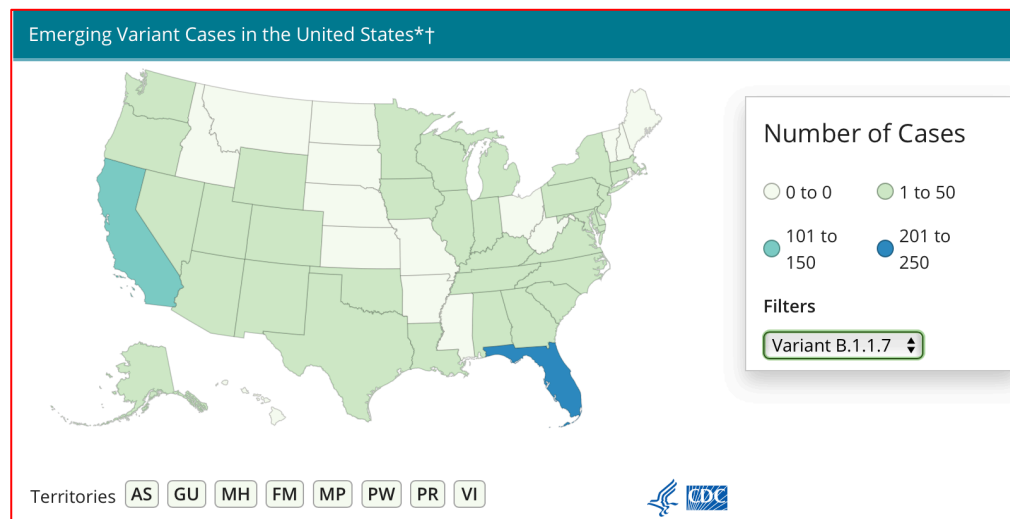 Emerging Variant Cases in the United States*†
Number of Cases
0 to 0
1 to 50
101 to
150
201 to
250
Filters
Variant B.1.1.7
Territories AS GU MH FM MP PW PR VI
CDC